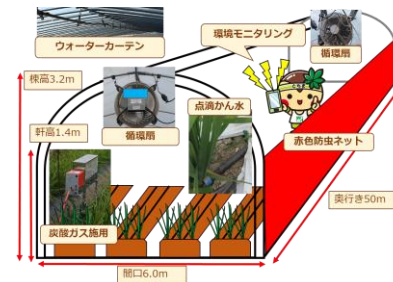 ウォーターカーテン
環境モニタリング
循環扇
棟高3.2m
循環扇
点滴かん水
軒高1.4m
赤色防虫ネット
炭酸ガス施用
奥行き50m
間口6.0m